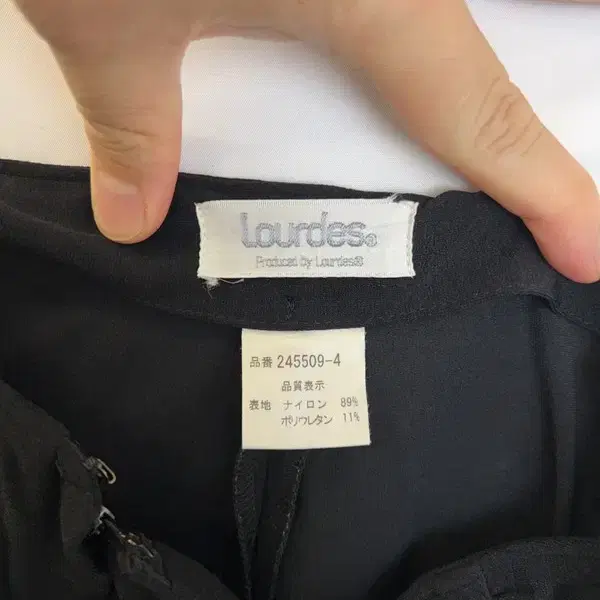 Lourdes®
Produced by Lourdes®
品番 245509-4
品質表示
表地 ナイロン 89%
ポリウレタン 11%